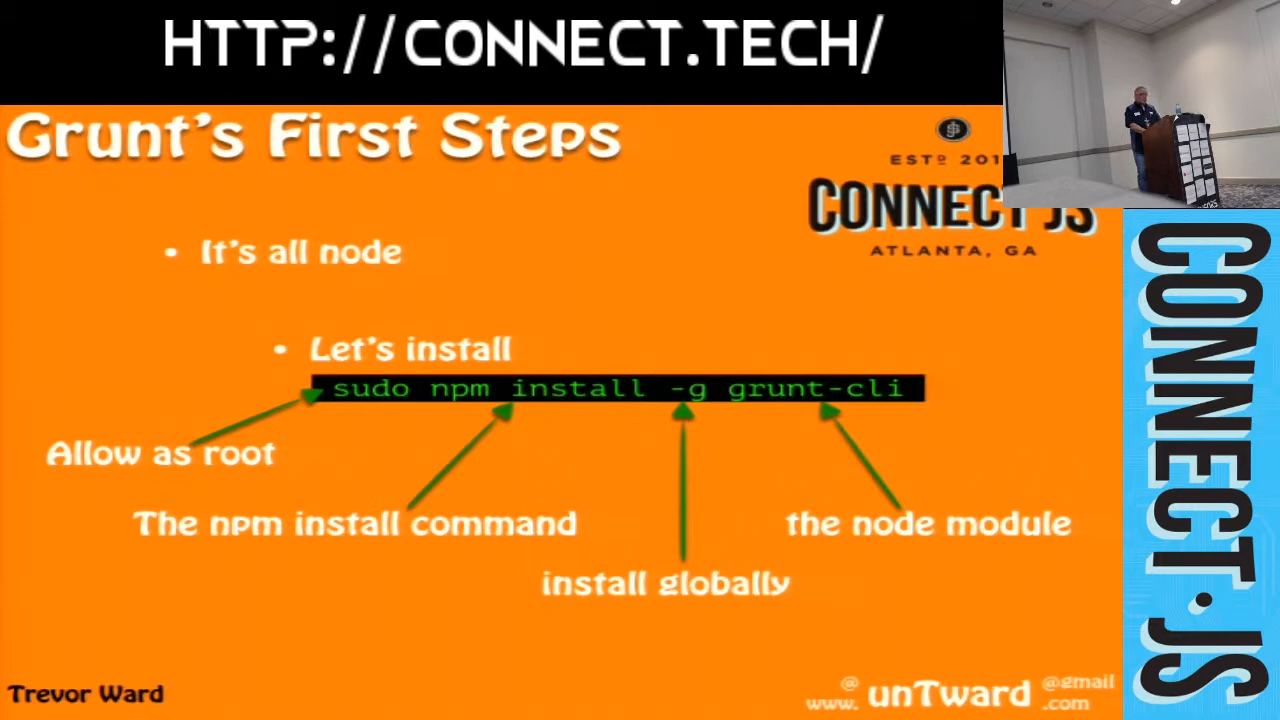 HTTP://CONNECT.TECH/
Grunt's First Steps
ESTD 201
CONNECT JS
ATLANTA, GA
• It's all node
• Let's install
sudo npm install -g grunt-cli
Allow as root
The npm install command
the node module
install globally
Trevor Ward
@ unTward @gmail
www. .com
CONNECT·JS